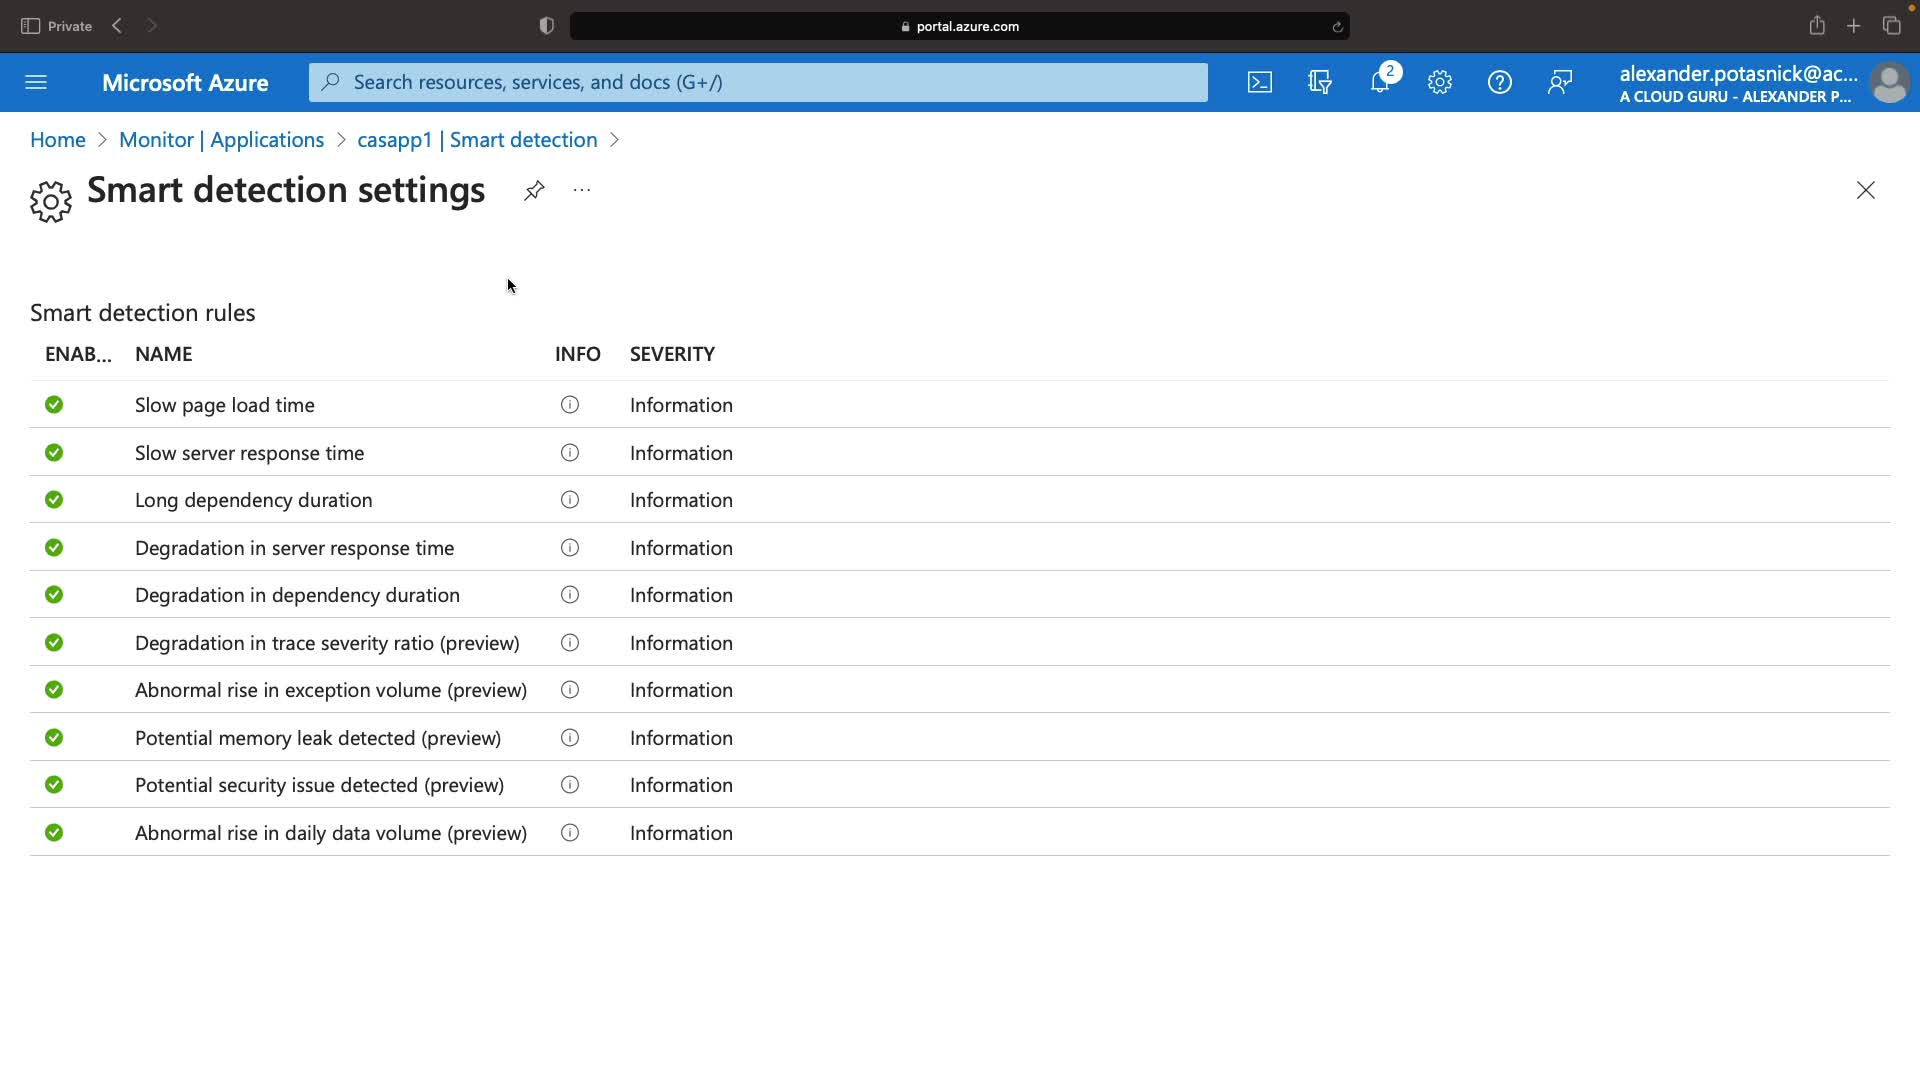 Private
portal.azure.com
Microsoft Azure
Search resources, services, and docs (G+/)
2
alexander.potasnick@ac...
A CLOUD GURU - ALEXANDER P...
Home > Monitor | Applications > casapp1 | Smart detection >
Smart detection settings ...
Smart detection rules
ENAB... NAME INFO SEVERITY
Slow page load time Information
Slow server response time Information
Long dependency duration Information
Degradation in server response time Information
Degradation in dependency duration Information
Degradation in trace severity ratio (preview) Information
Abnormal rise in exception volume (preview) Information
Potential memory leak detected (preview) Information
Potential security issue detected (preview) Information
Abnormal rise in daily data volume (preview) Information